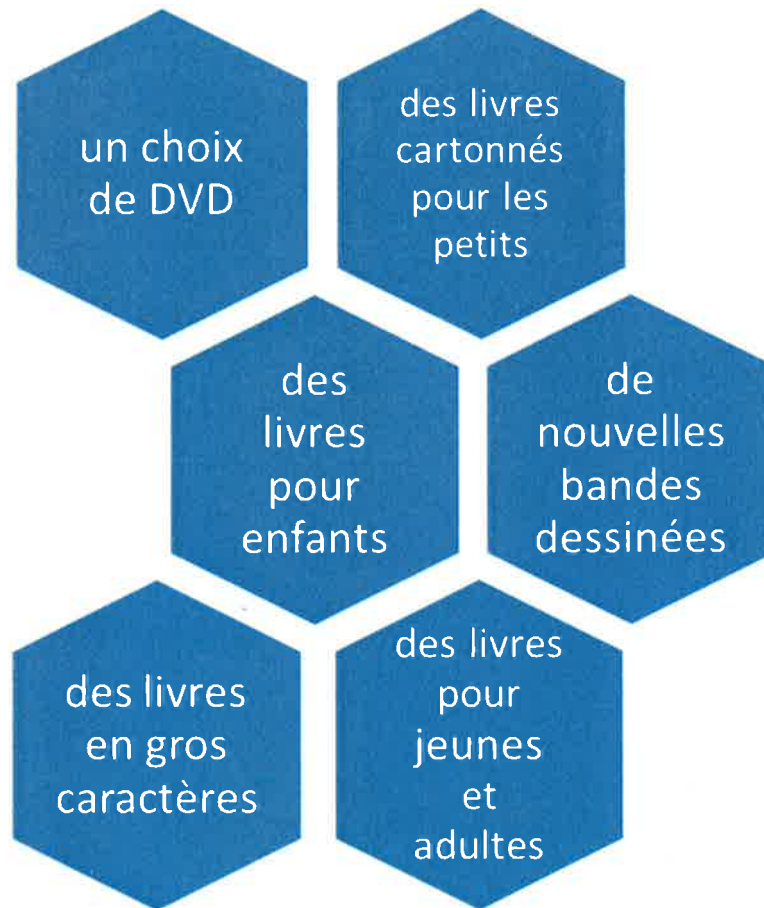 un choix
de DVD
des livres
cartonnés
pour les
petits
des
livres
pour
enfants
de
nouvelles
bandes
dessinées
des livres
en gros
caractères
des livres
pour
jeunes
et
adultes